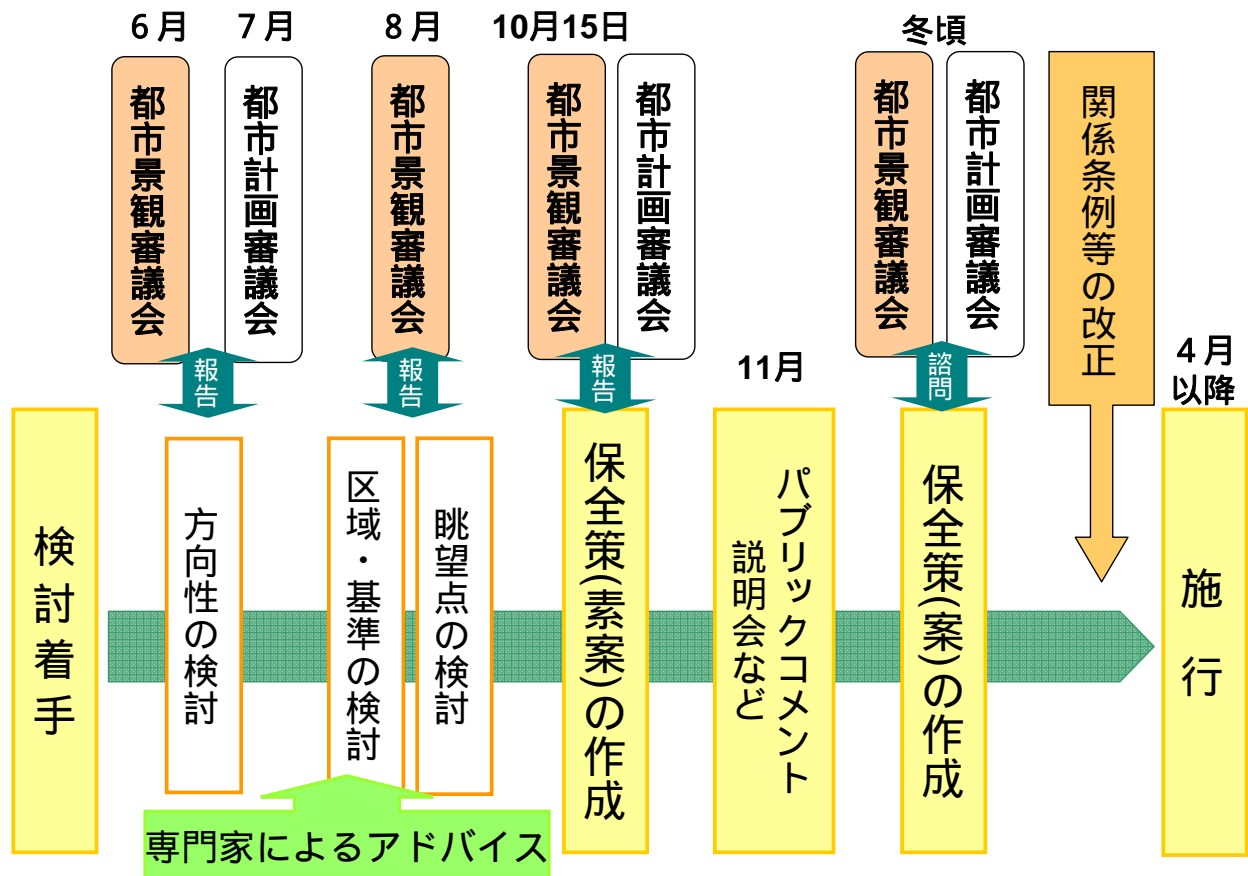 ６月
７月
８月
10月15日
冬頃
都市景観審議会
都市計画審議会
都市景観審議会
都市景観審議会
都市計画審議会
都市景観審議会
都市計画審議会
関係条例等の改正
報告
報告
報告
諮問
11月
４月
以降
検討着手
方向性の検討
区域・基準の検討
眺望点の検討
保全策(素案)の作成
パブリックコメント
説明会など
保全策(案)の作成
施行
専門家によるアドバイス